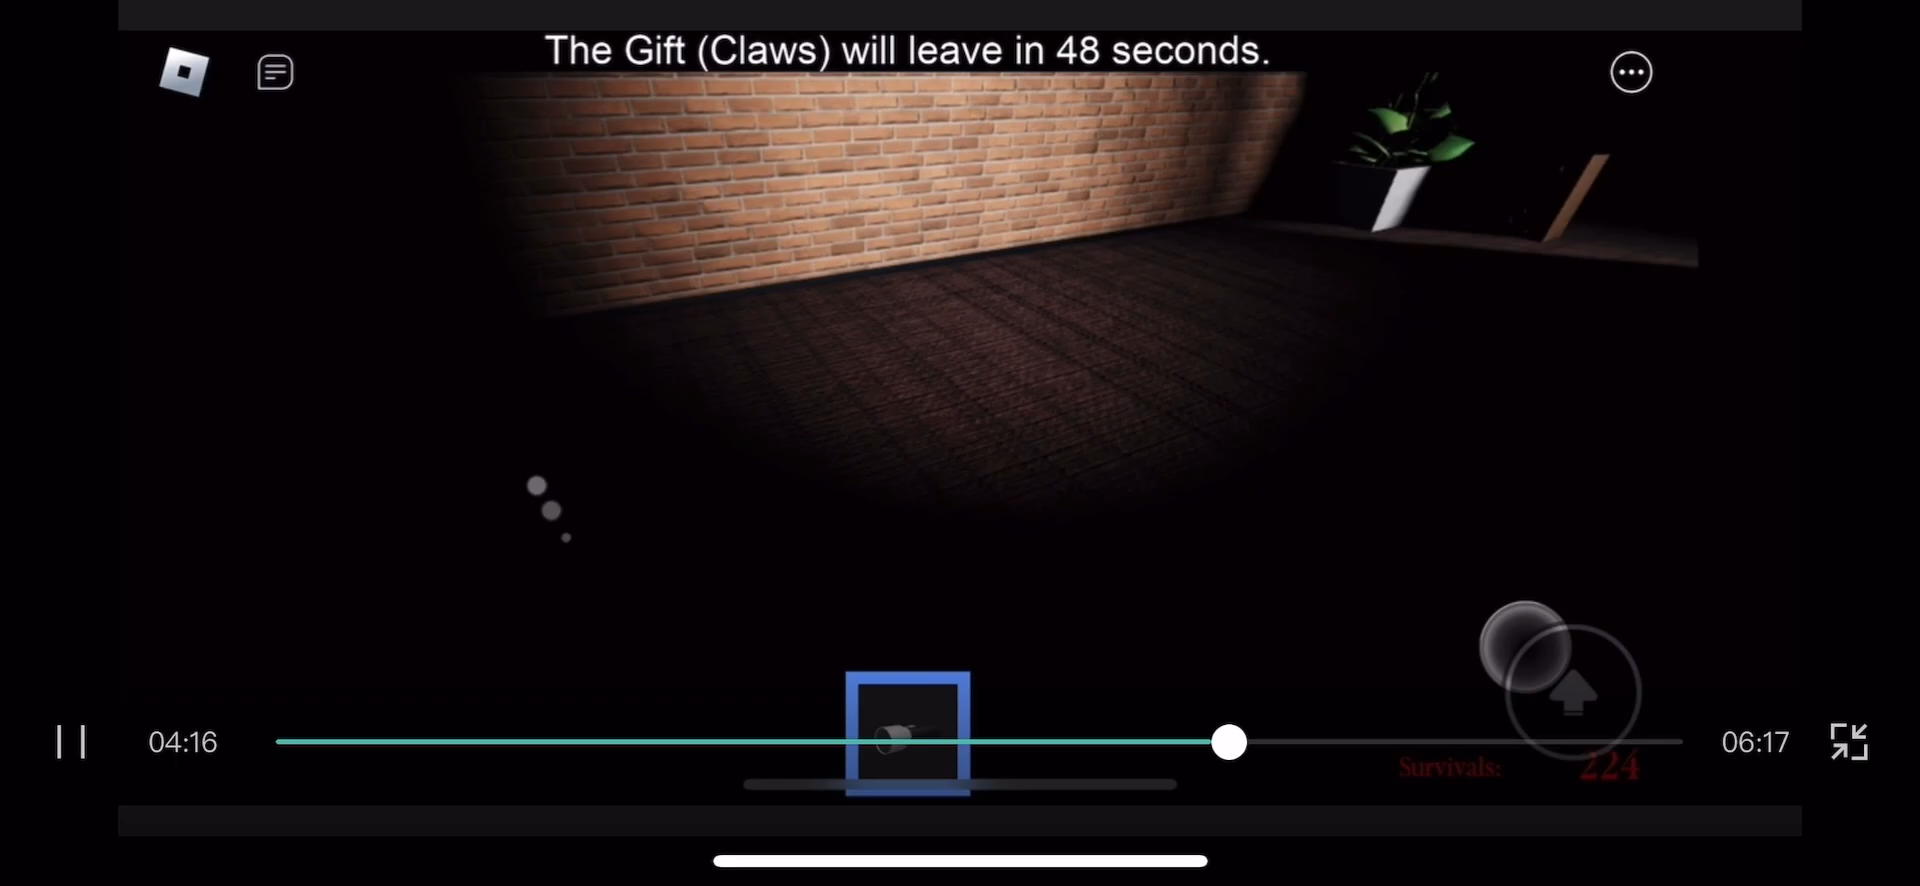 The Gift (Claws) will leave in 48 seconds.
04:16
06:17
Survivals: 224